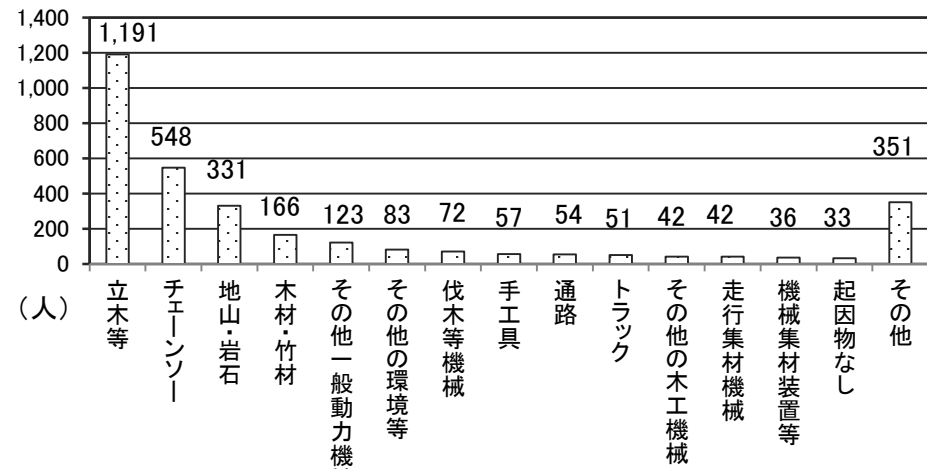 1,400
1,200
1,000
800
600
400
200
0
（人）
1,191
548
331
166
123
83
72
57
54
51
42
42
36
33
351
立木等
チェーンソー
地山・岩石
木材・竹材
その他一般動力機
その他の環境等
伐木等機械
手工具
通路
トラック
その他の木工機械
走行集材機械
機械集材装置等
起因物なし
その他